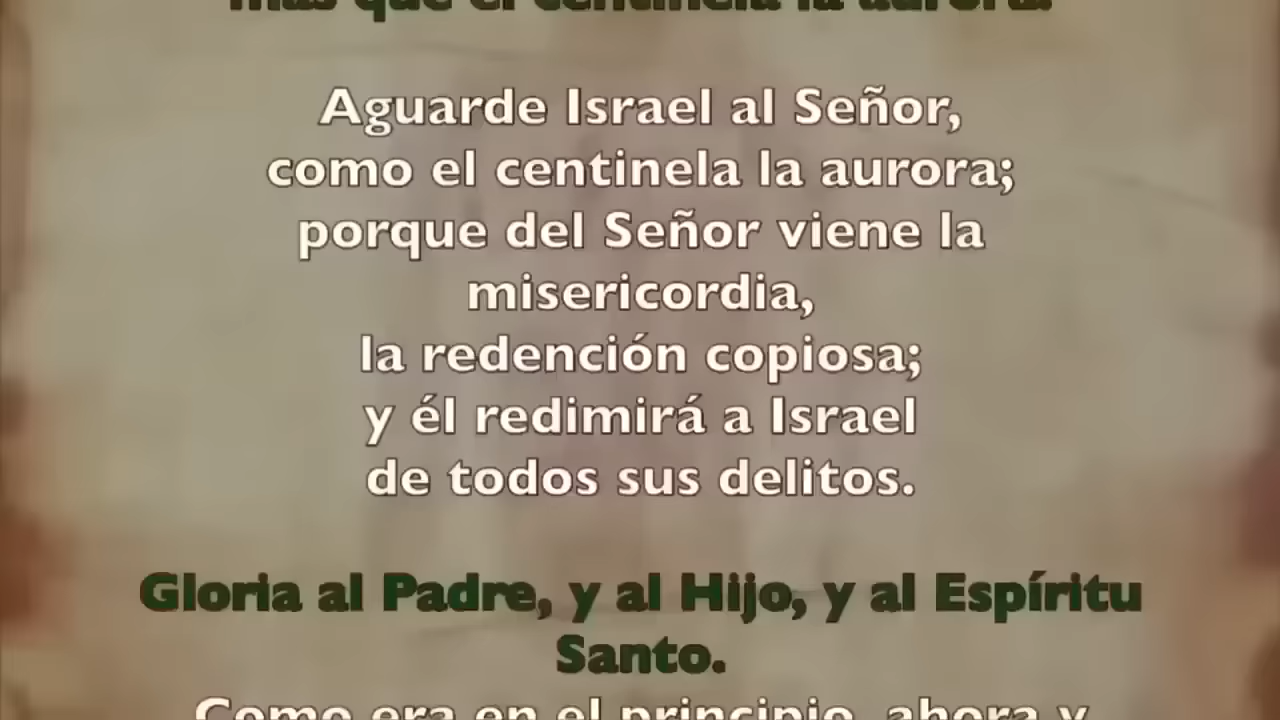 más que el centinela la aurora.
Aguarde Israel al Señor,
como el centinela la aurora;
porque del Señor viene la
misericordia,
la redención copiosa;
y él redimirá a Israel
de todos sus delitos.
Gloria al Padre, y al Hijo, y al Espíritu
Santo.
Como era en el principio, ahora y